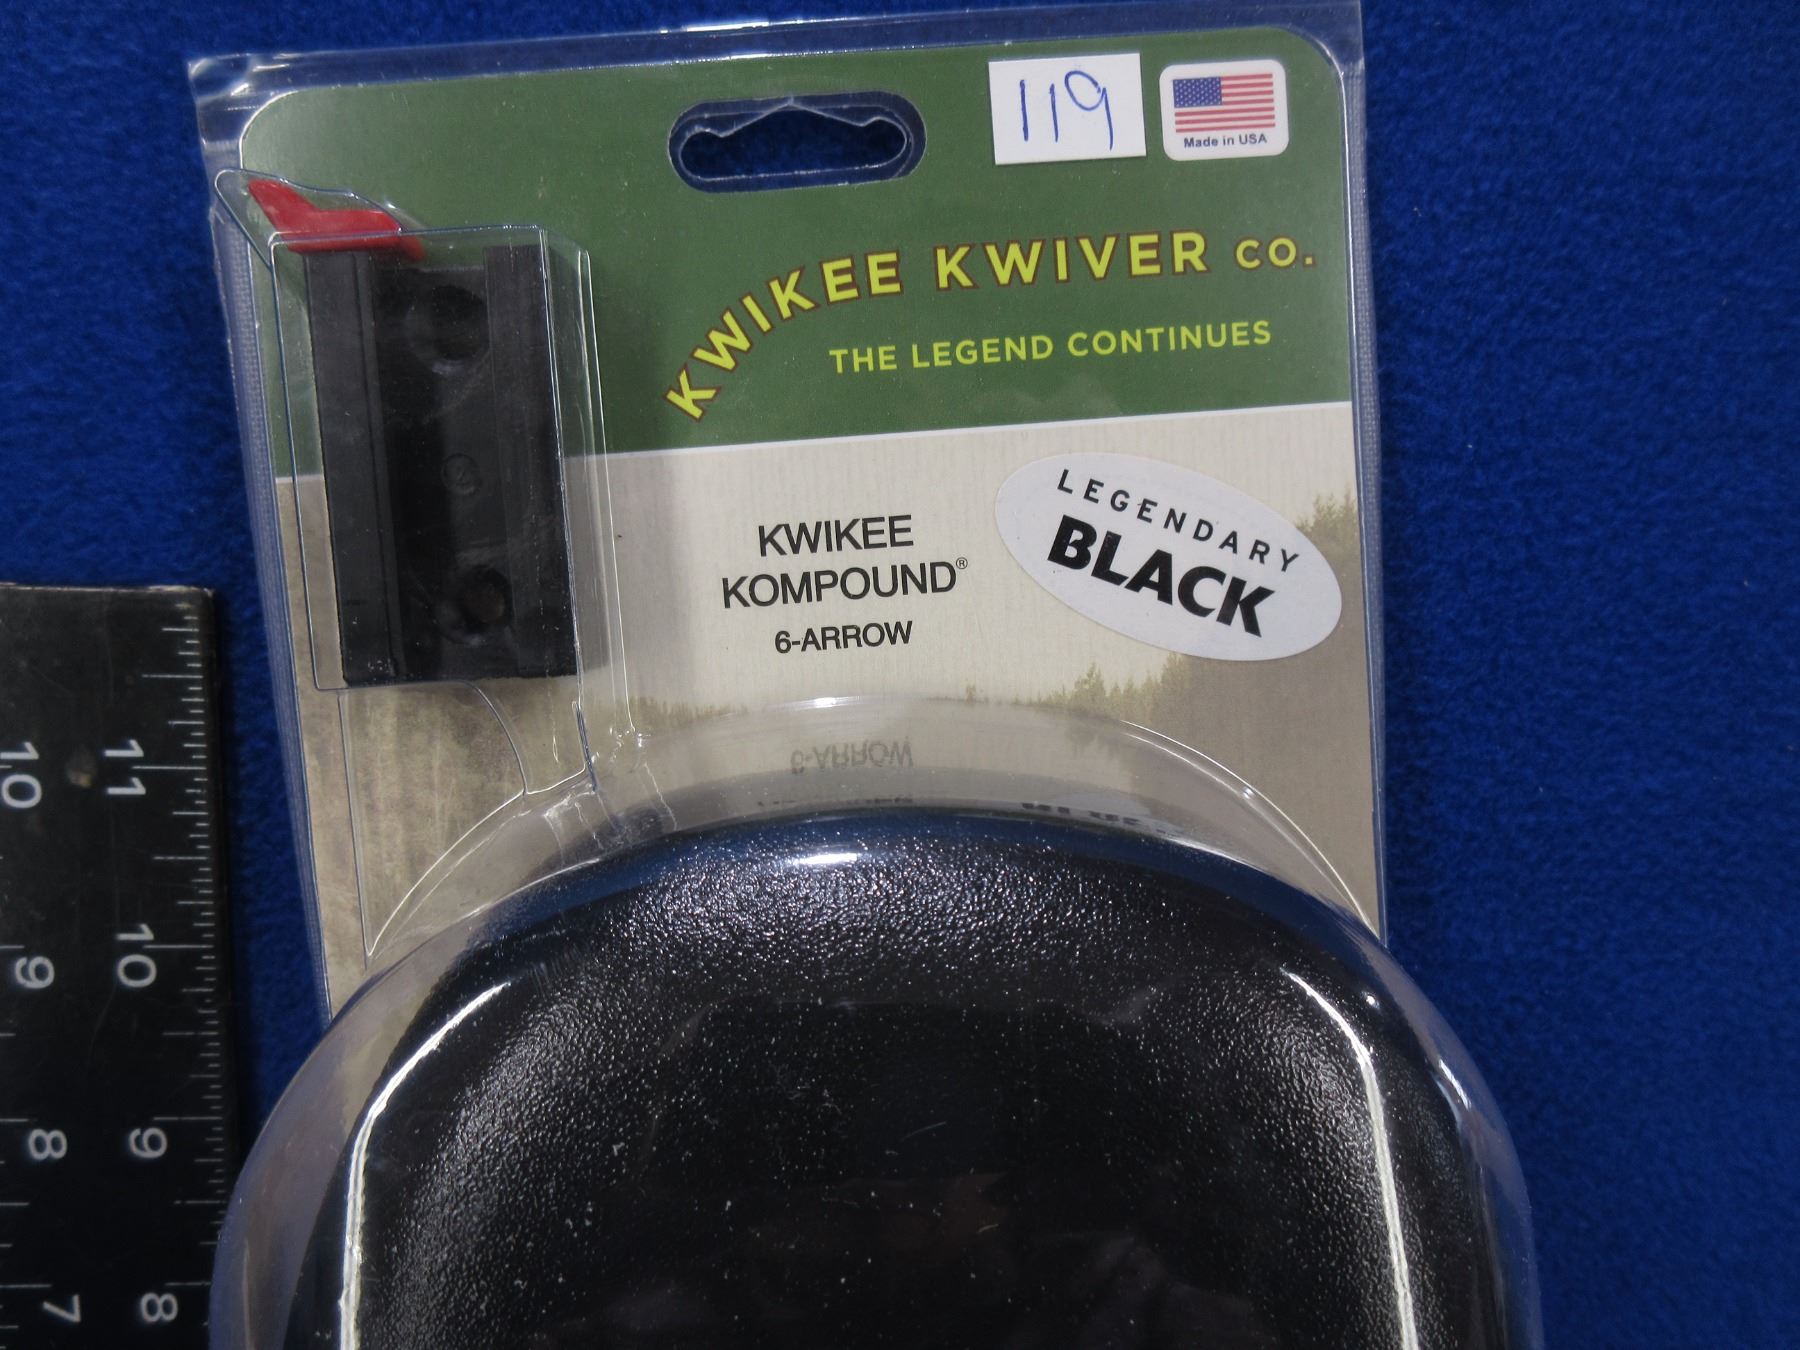 119
Made in USA
KWIKEE KWIVER CO.
THE LEGEND CONTINUES
LEGENDARY
BLACK
KWIKEE
KOMPOUND®
6-ARROW
6-ARROW
10 11
9 10
8 9
7 8